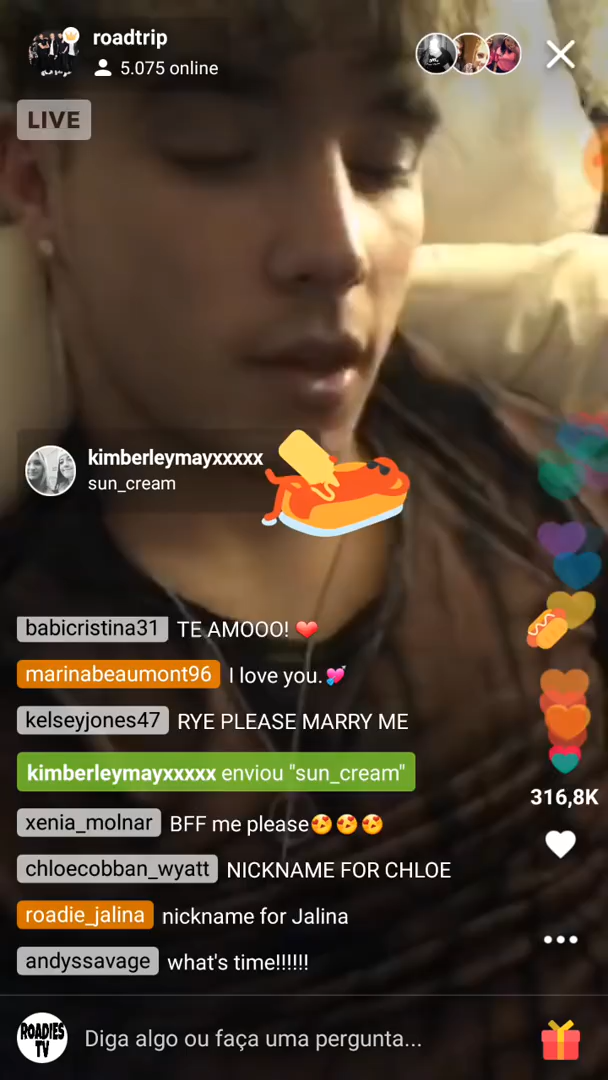 roadtrip
5.075 online
LIVE
kimberleymayxxxxx
sun_cream
babicristina31 TE AMOOO! ❤️
marinabeaumont96 I love you.💘
kelseyjones47 RYE PLEASE MARRY ME
kimberleymayxxxxx enviou "sun_cream"
xenia_molnar BFF me please😍😍😍
316,8K
chloecobban_wyatt NICKNAME FOR CHLOE
roadie_jalina nickname for Jalina
andyssavage what's time!!!!!!
ROADIES
TV
Diga algo ou faça uma pergunta...